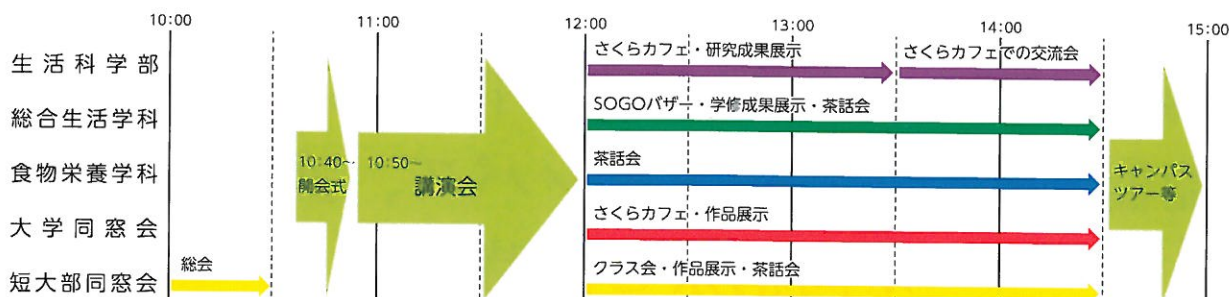 10:00
11:00
12:00
13:00
14:00
15:00
生活科学部
さくらカフェ・研究成果展示
さくらカフェでの交流会
総合生活学科
SOGOバザー・学修成果展示・茶話会
食物栄養学科
10:40~
開会式
10:50~
講演会
茶話会
キャンパス
ツアー等
大学同窓会
さくらカフェ・作品展示
短大部同窓会
総会
クラス会・作品展示・茶話会